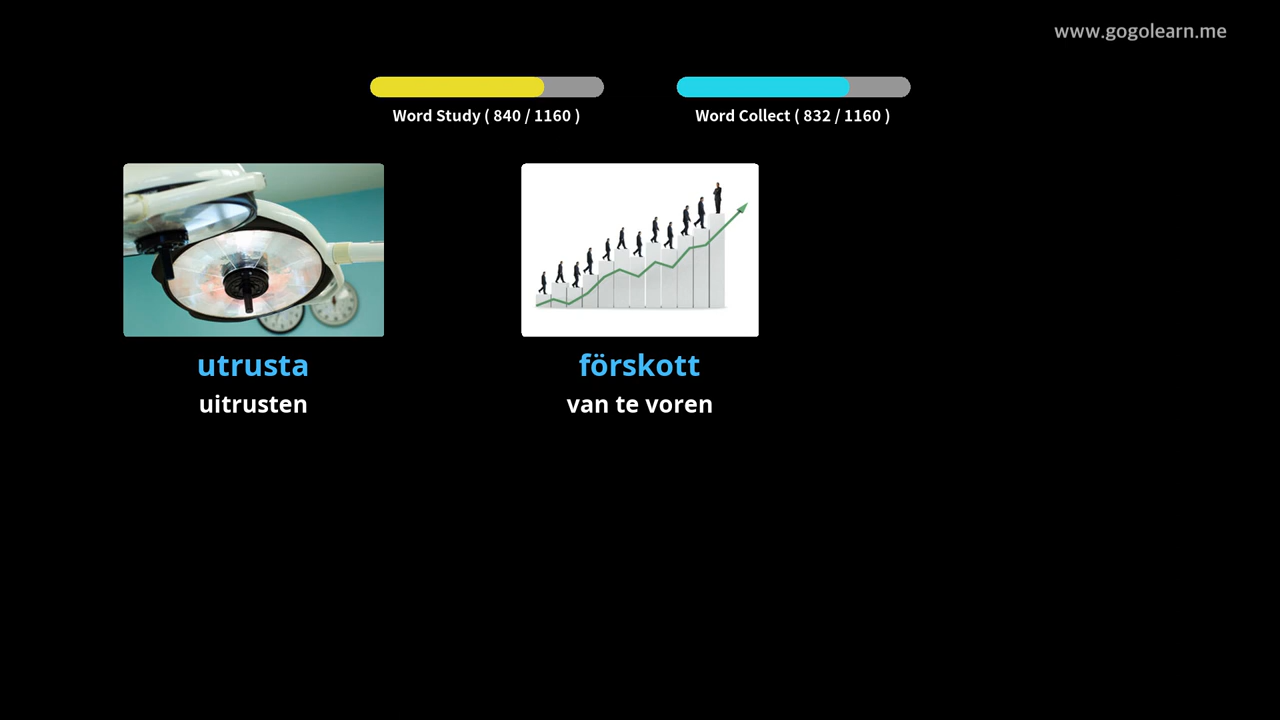 www.gogolearn.me
Word Study ( 840 / 1160 )
Word Collect ( 832 / 1160 )
utrusta
uitrusten
förskott
van te voren